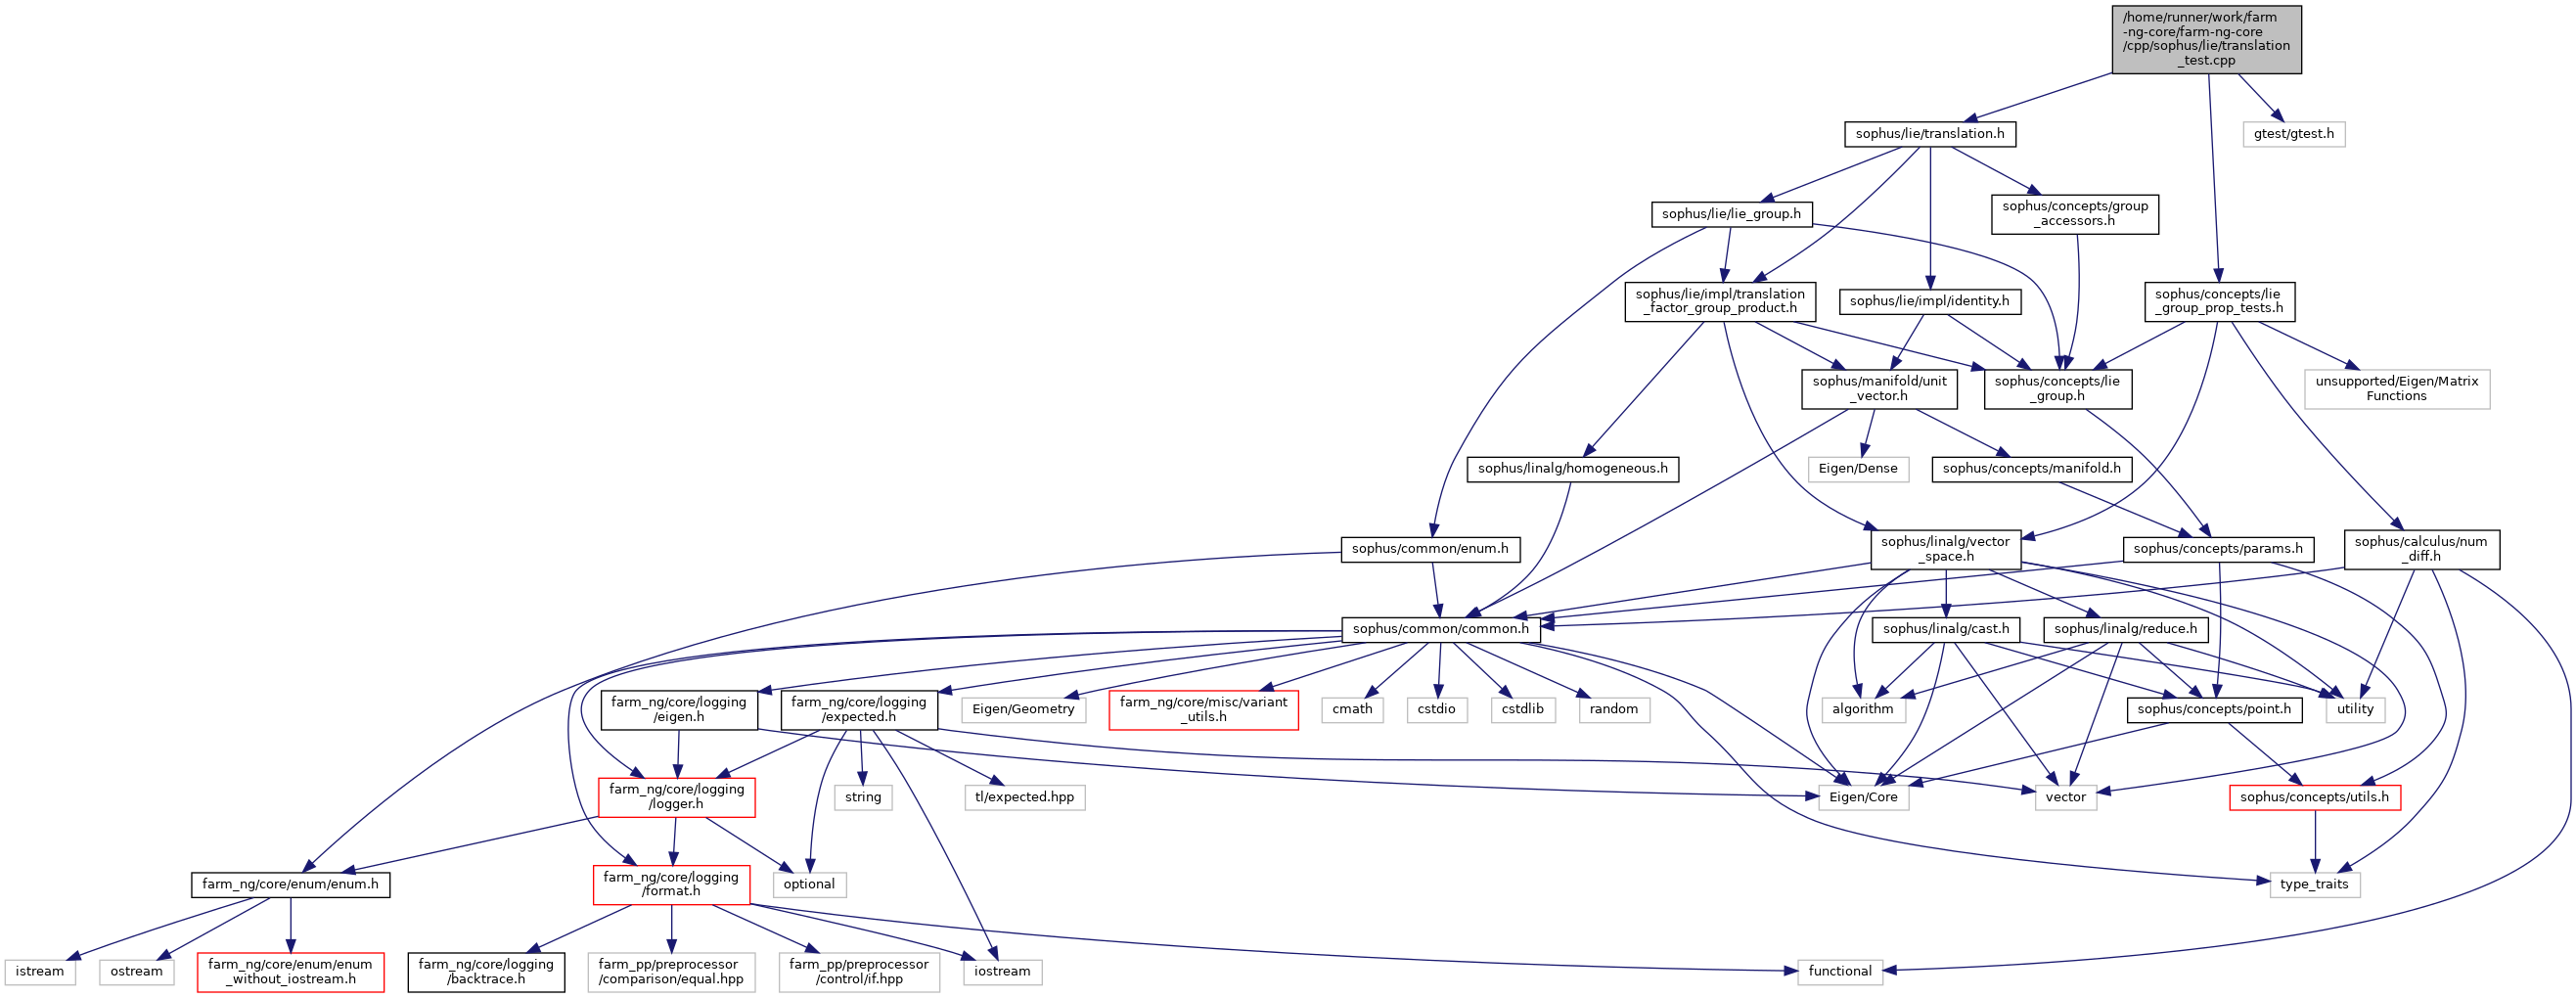 /home/runner/work/farm
-ng-core/farm-ng-core
/cpp/sophus/lie/translation
_test.cpp
sophus/lie/translation.h
gtest/gtest.h
sophus/lie/lie_group.h
sophus/concepts/group
_accessors.h
sophus/lie/impl/translation
_factor_group_product.h
sophus/lie/impl/identity.h
sophus/concepts/lie
_group_prop_tests.h
sophus/manifold/unit
_vector.h
sophus/concepts/lie
_group.h
unsupported/Eigen/Matrix
Functions
sophus/linalg/homogeneous.h
Eigen/Dense
sophus/concepts/manifold.h
sophus/common/enum.h
sophus/linalg/vector
_space.h
sophus/concepts/params.h
sophus/calculus/num
_diff.h
sophus/common/common.h
sophus/linalg/cast.h
sophus/linalg/reduce.h
farm_ng/core/logging
/eigen.h
farm_ng/core/logging
/expected.h
Eigen/Geometry
farm_ng/core/misc/variant
_utils.h
cmath
cstdio
cstdlib
random
algorithm
sophus/concepts/point.h
utility
farm_ng/core/logging
/logger.h
string
tl/expected.hpp
Eigen/Core
vector
sophus/concepts/utils.h
farm_ng/core/enum/enum.h
farm_ng/core/logging
/format.h
optional
type_traits
istream
ostream
farm_ng/core/enum/enum
_without_iostream.h
farm_ng/core/logging
/backtrace.h
farm_pp/preprocessor
/comparison/equal.hpp
farm_pp/preprocessor
/control/if.hpp
iostream
functional